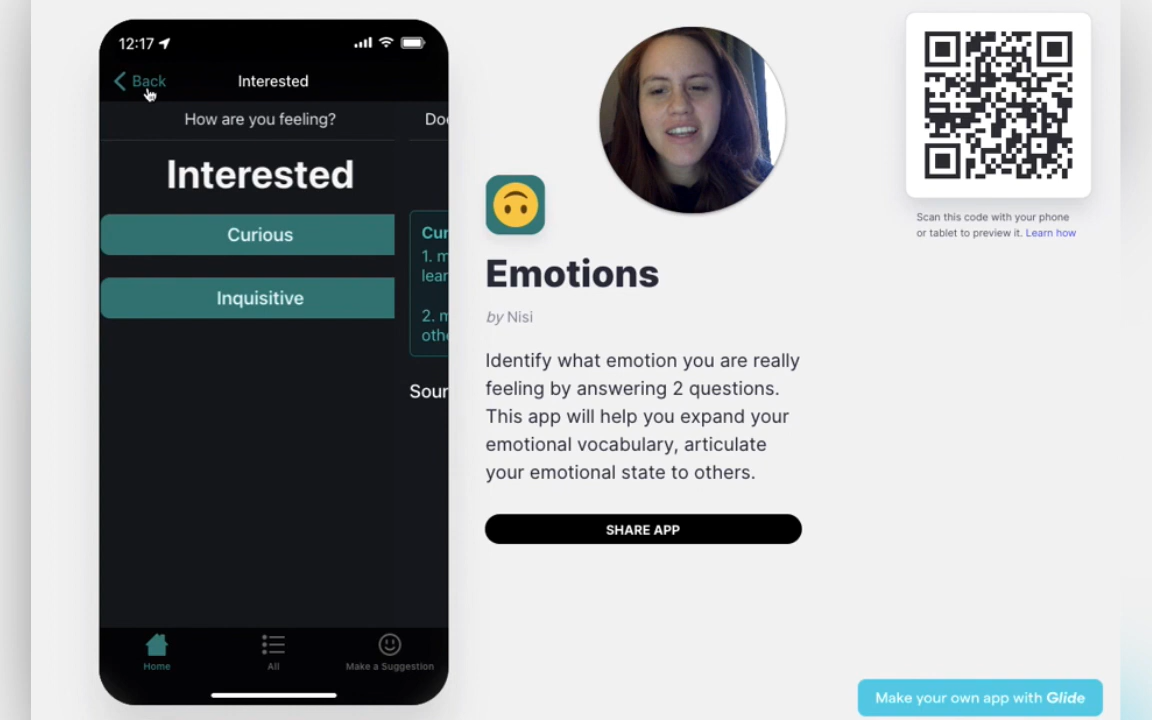 12:17
Back
Interested
How are you feeling?
Interested
Curious
Inquisitive
Home
All
Make a Suggestion
Emotions
by Nisi
Identify what emotion you are really
feeling by answering 2 questions.
This app will help you expand your
emotional vocabulary, articulate
your emotional state to others.
SHARE APP
Scan this code with your phone
or tablet to preview it. Learn how
Make your own app with Glide